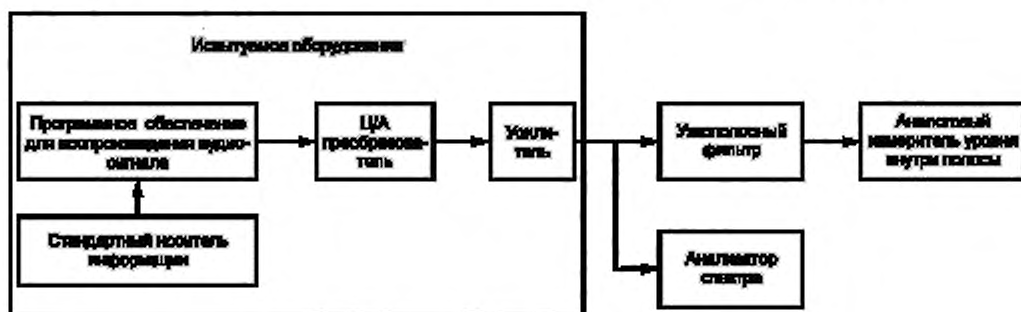 Испытуемое оборудование
Программное обеспечение
для воспроизведения аудио-
сигнала
Ц/А
преобразова-
тель
Усили-
тель
Узкополосный
фильтр
Аналоговый
измеритель уровня
внутри полосы
Стандартный носитель
информации
Анализатор
спектра